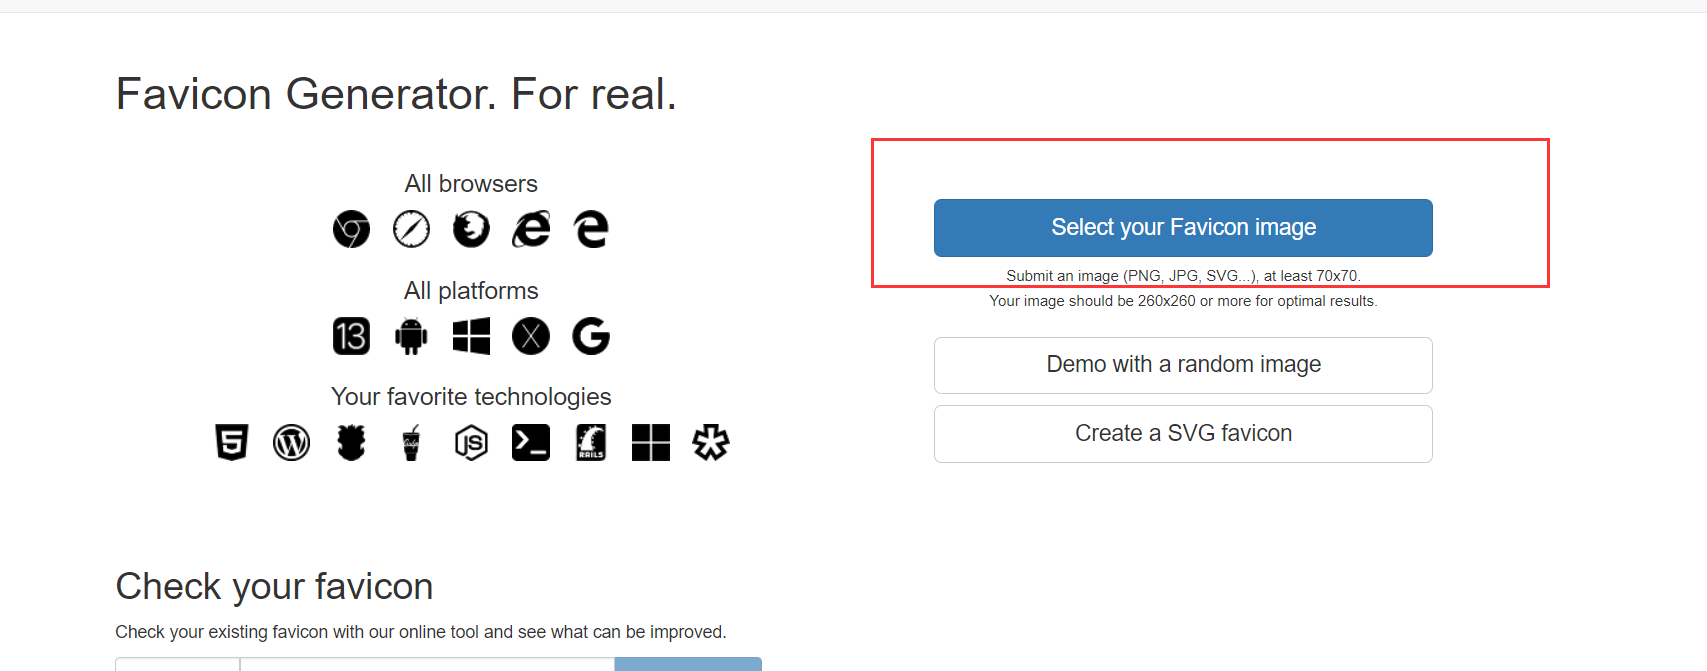 Favicon Generator. For real.
All browsers
All platforms
13
Your favorite technologies
5
JS
RAILS
Select your Favicon image
Submit an image (PNG, JPG, SVG...), at least 70x70.
Your image should be 260x260 or more for optimal results.
Demo with a random image
Create a SVG favicon
Check your favicon
Check your existing favicon with our online tool and see what can be improved.